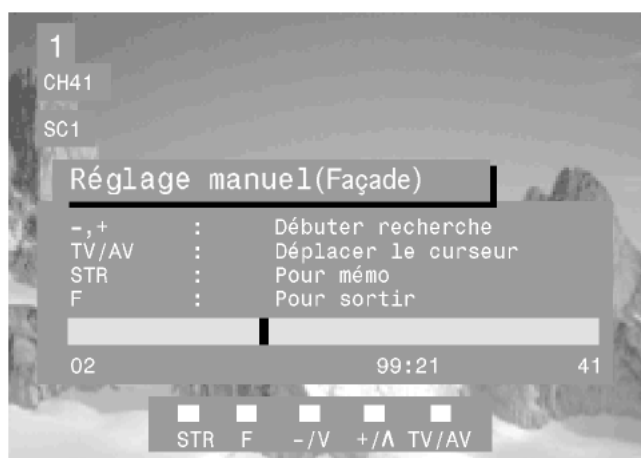 1
CH41
SC1
Réglage manuel(Façade)
-,+ : Débuter recherche
TV/AV : Déplacer le curseur
STR : Pour mémo
F : Pour sortir
02 99:21 41
STR F -/V +/Λ TV/AV